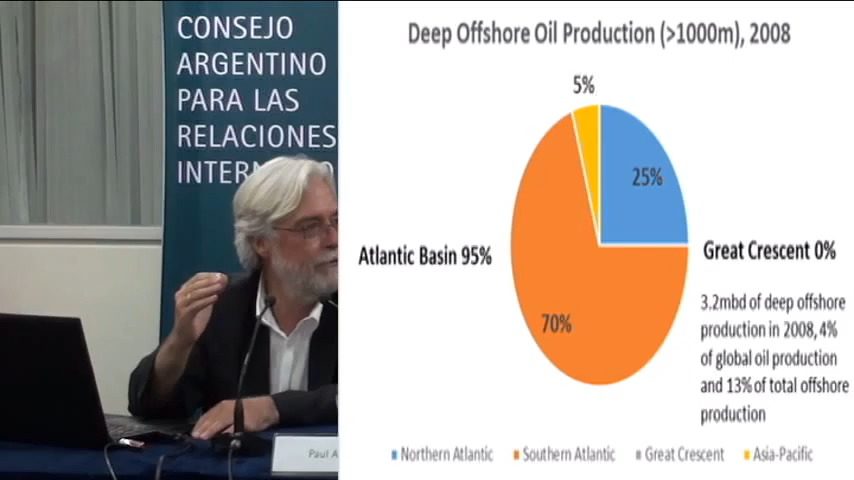 CONSEJO
ARGENTINO
PARA LAS
RELACIONES
Paul
Deep Offshore Oil Production (>1000m), 2008
5%
25%
Atlantic Basin 95%
Great Crescent 0%
70%
3.2mbd of deep offshore
production in 2008, 4%
of global oil production
and 13% of total offshore
production
Northern Atlantic
Southern Atlantic
Great Crescent
Asia-Pacific